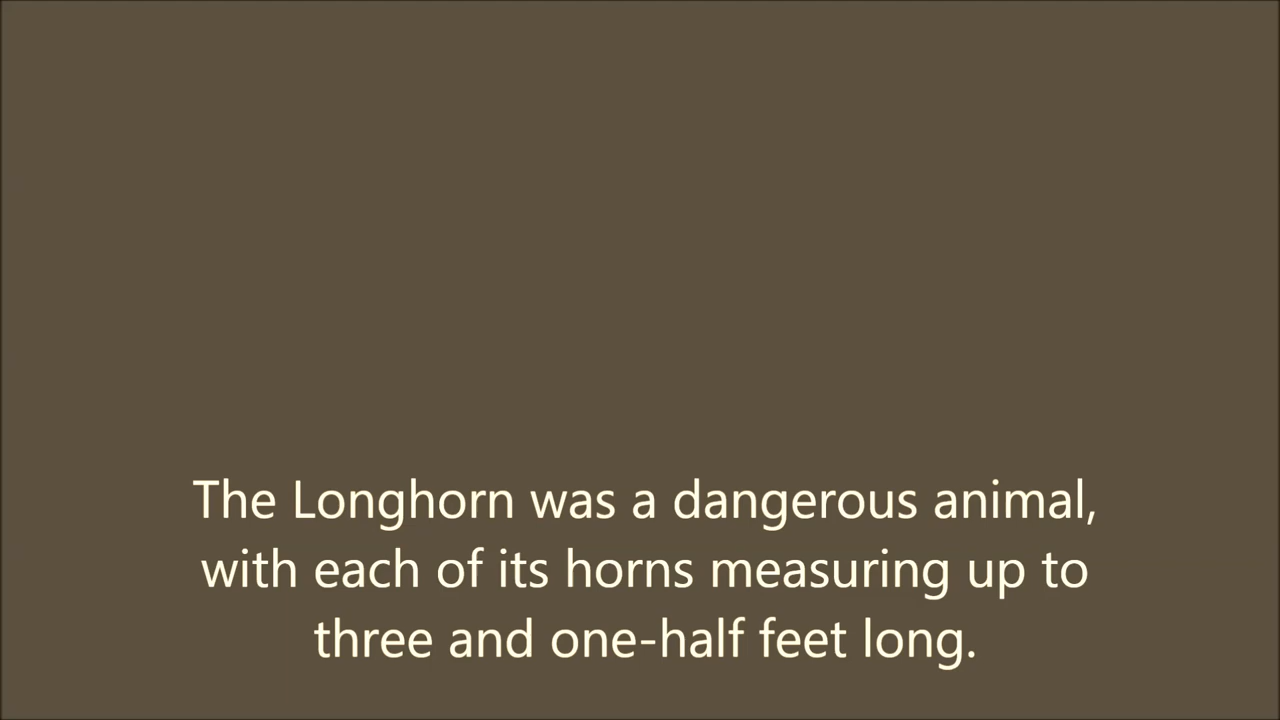 The Longhorn was a dangerous animal,
with each of its horns measuring up to
three and one-half feet long.